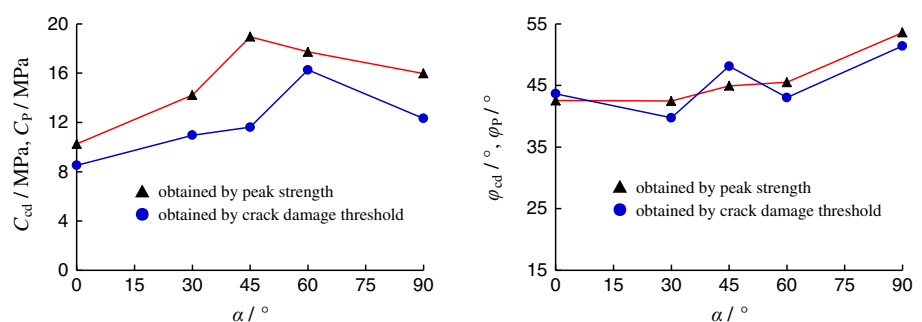 20
16
12
8
4
0
C_cd / MPa, C_P / MPa
obtained by peak strength
obtained by crack damage threshold
0 15 30 45 60 75 90
α / °
55
45
35
25
15
φ_cd / °, φ_P / °
obtained by peak strength
obtained by crack damage threshold
0 15 30 45 60 75 90
α / °